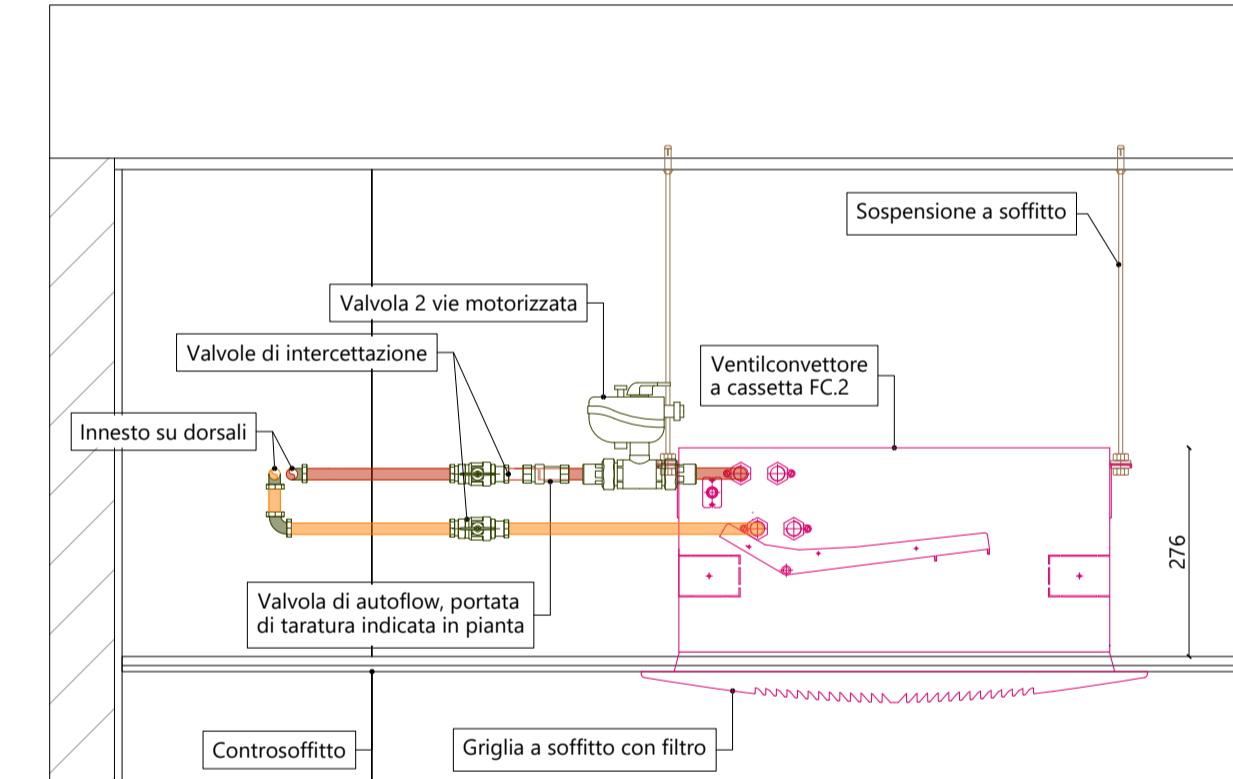 Sospensione a soffitto
Valvola 2 vie motorizzata
Valvole di intercettazione
Ventilconvettore
a cassetta FC.2
Innesto su dorsali
276
Valvola di autoflow, portata
di taratura indicata in pianta
Controsoffitto
Griglia a soffitto con filtro